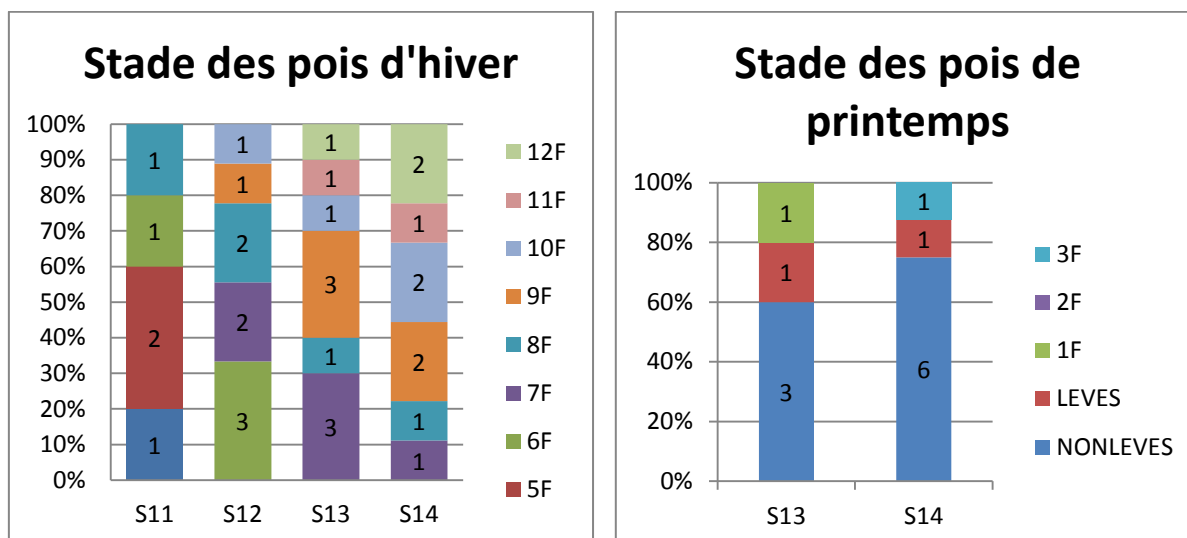 Stade des pois d'hiver
100%
90%
80%
70%
60%
50%
40%
30%
20%
10%
0%
1
2
1
1
3
2
2
1
1
3
1
3
1
1
1
1
1
2
2
1
2
S11
S12
S13
S14
12F
11F
10F
9F
8F
7F
6F
5F
Stade des pois de
printemps
100%
80%
60%
40%
20%
0%
3
1
1
6
1
1
S13
S14
3F
2F
1F
LEVES
NONLEVES